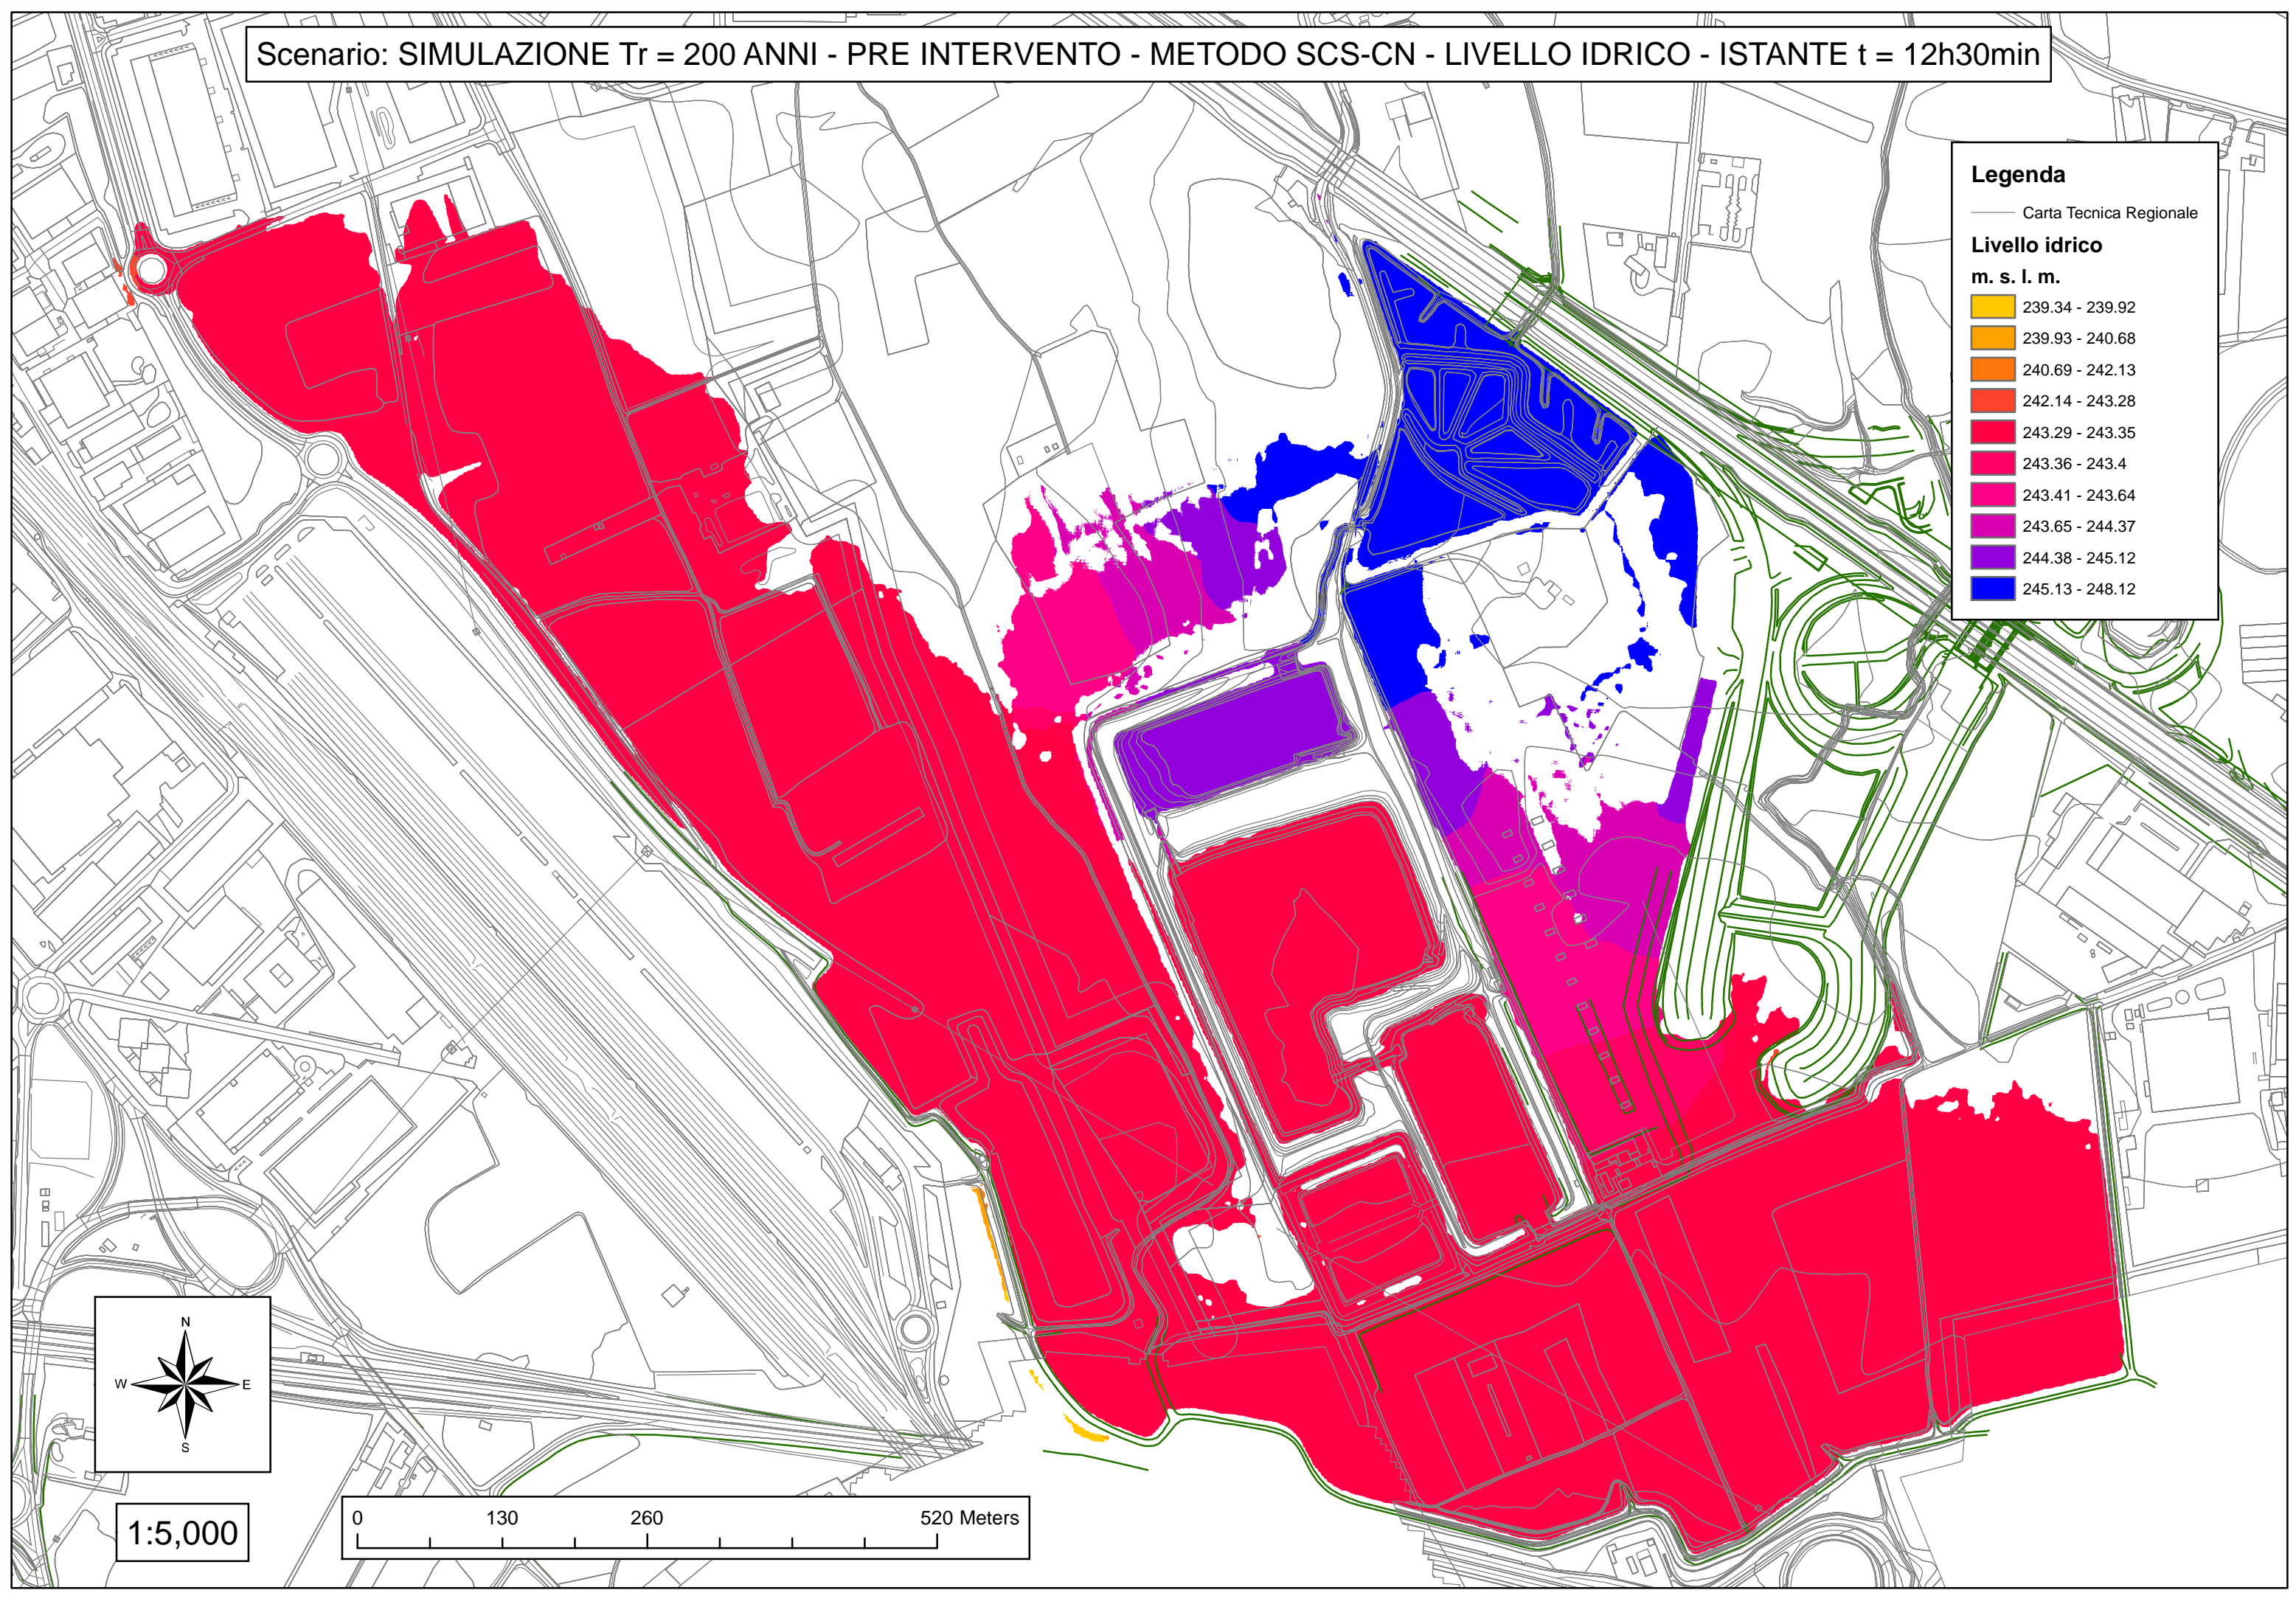 Scenario: SIMULAZIONE Tr = 200 ANNI - PRE INTERVENTO - METODO SCS-CN - LIVELLO IDRICO - ISTANTE t = 12h30min
Legenda
Carta Tecnica Regionale
Livello idrico
m. s. l. m.
239.34 - 239.92
239.93 - 240.68
240.69 - 242.13
242.14 - 243.28
243.29 - 243.35
243.36 - 243.4
243.41 - 243.64
243.65 - 244.37
244.38 - 245.12
245.13 - 248.12
N
W E
S
1:5,000
0 130 260 520 Meters